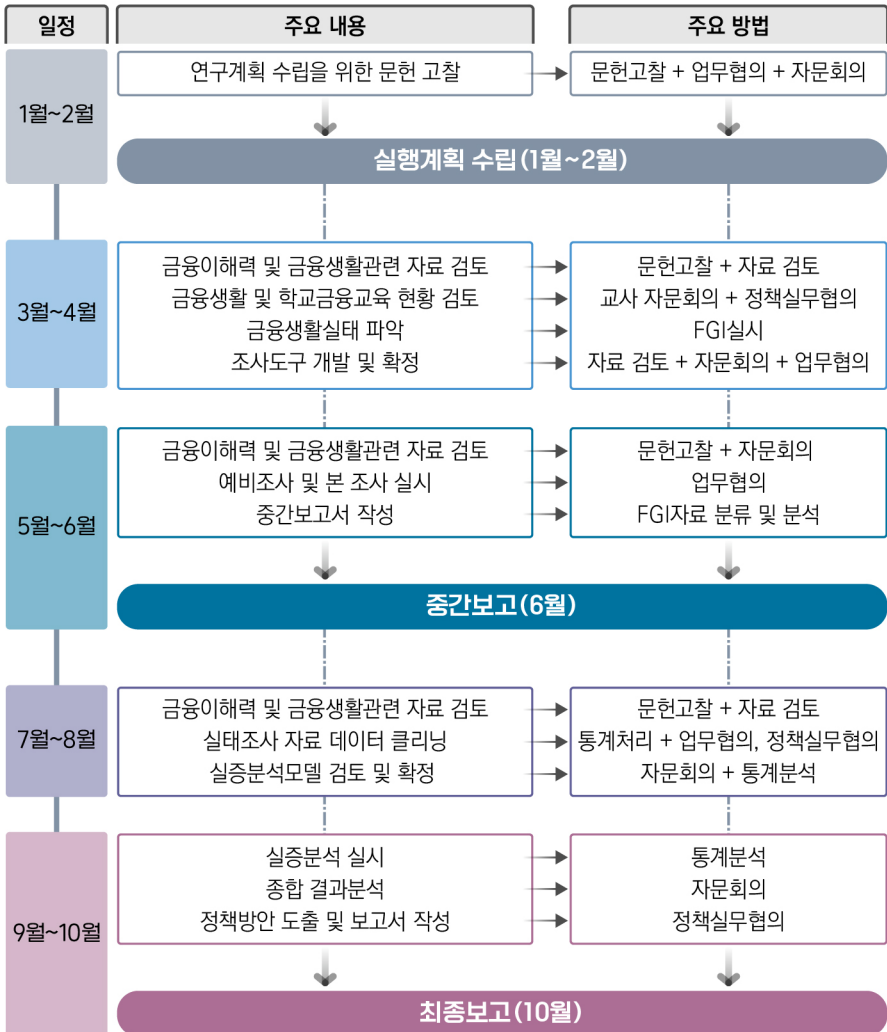 일정 주요 내용 주요 방법
1월~2월
연구계획 수립을 위한 문헌 고찰 문헌고찰 + 업무협의 + 자문회의
실행계획 수립(1월~2월)
3월~4월
금융이해력 및 금융생활관련 자료 검토 문헌고찰 + 자료 검토
금융생활 및 학교금융교육 현황 검토 교사 자문회의 + 정책실무협의
금융생활실태 파악 FGI실시
조사도구 개발 및 확정 자료 검토 + 자문회의 + 업무협의
5월~6월
금융이해력 및 금융생활관련 자료 검토 문헌고찰 + 자문회의
예비조사 및 본 조사 실시 업무협의
중간보고서 작성 FGI자료 분류 및 분석
중간보고(6월)
7월~8월
금융이해력 및 금융생활관련 자료 검토 문헌고찰 + 자료 검토
실태조사 자료 데이터 클리닝 통계처리 + 업무협의, 정책실무협의
실증분석모델 검토 및 확정 자문회의 + 통계분석
9월~10월
실증분석 실시 통계분석
종합 결과분석 자문회의
정책방안 도출 및 보고서 작성 정책실무협의
최종보고(10월)